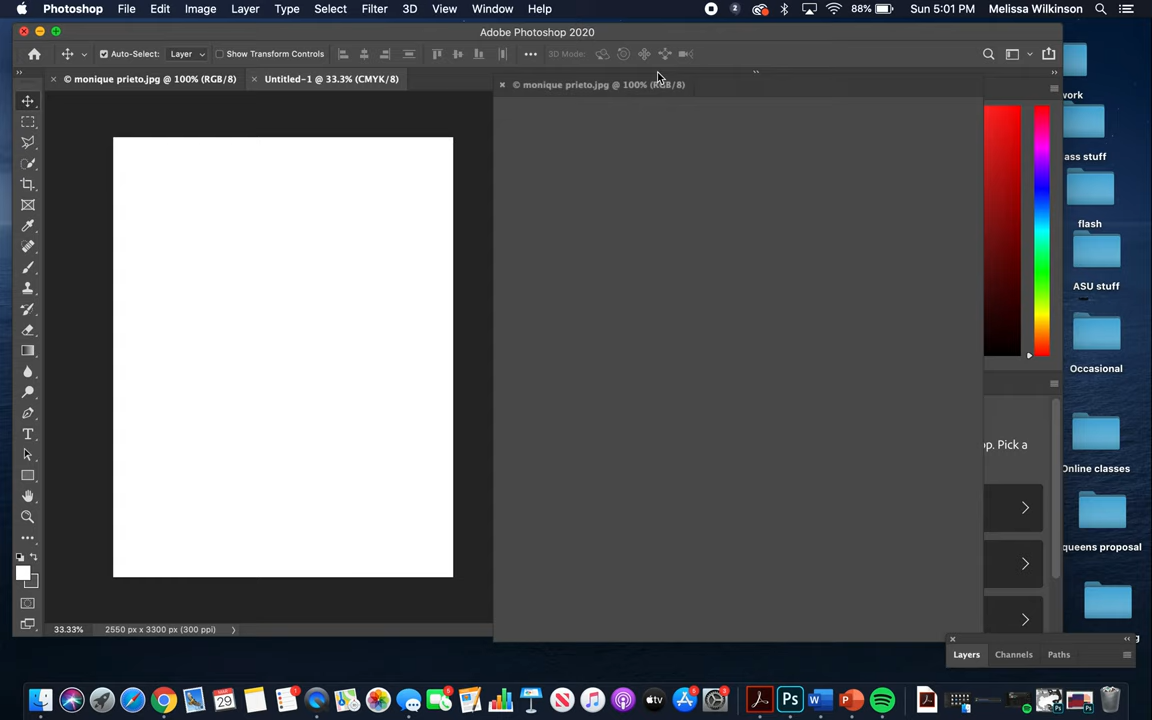 Photoshop File Edit Image Layer Type Select Filter 3D View Window Help 2 88% Sun 5:01 PM Melissa Wilkinson
Adobe Photoshop 2020
Auto-Select: Layer Show Transform Controls 3D Mode:
© monique prieto.jpg @ 100% (RGB/8) Untitled-1 @ 33.3% (CMYK/8)
© monique prieto.jpg @ 100% (RGB/8)
work
ass stuff
flash
ASU stuff
Occasional
op. Pick a
Online classes
queens proposal
33.33% 2550 px x 3300 px (300 ppi)
Layers Channels Paths